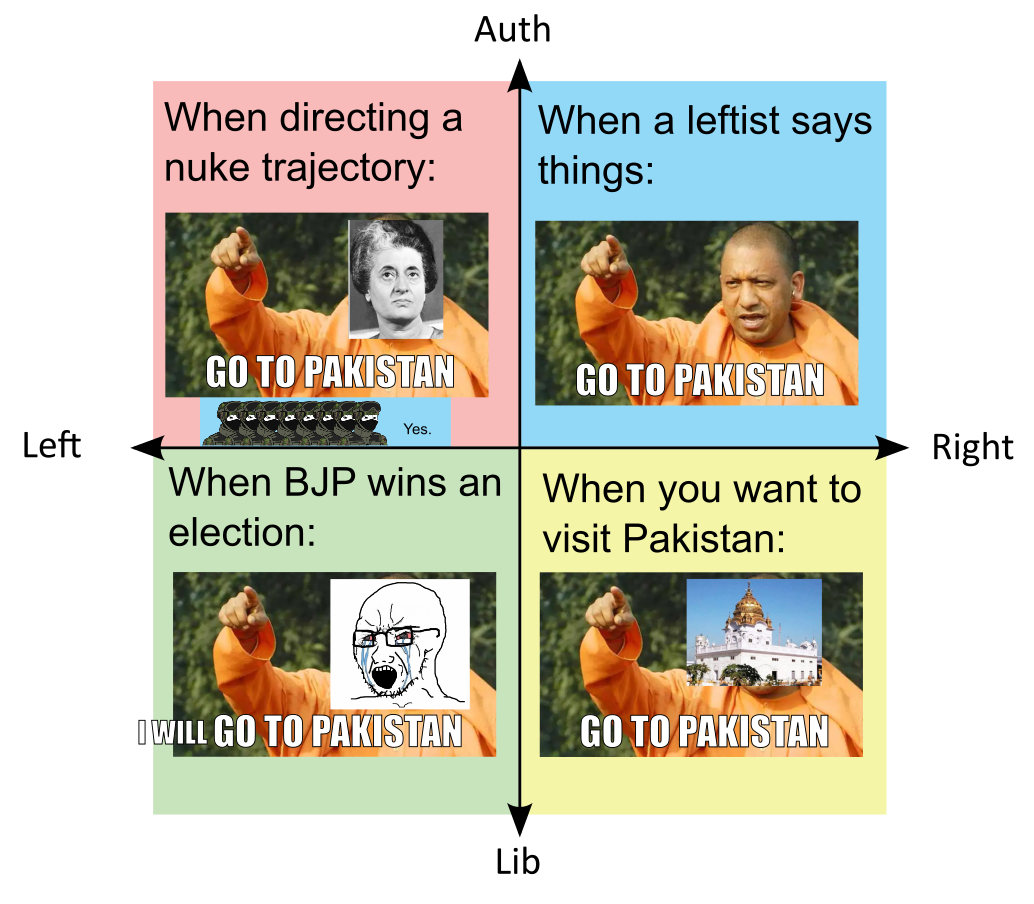 Auth
When directing a
nuke trajectory:
GO TO PAKISTAN
Yes.
When a leftist says
things:
GO TO PAKISTAN
Left
Right
When BJP wins an
election:
I WILL GO TO PAKISTAN
When you want to
visit Pakistan:
GO TO PAKISTAN
Lib